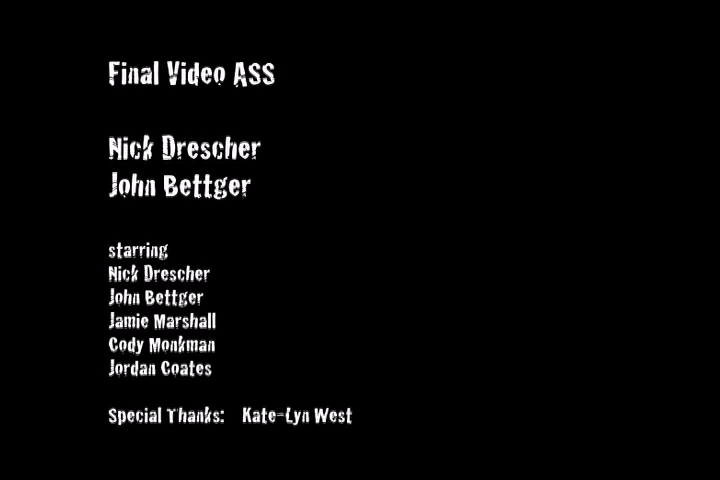 Final Video ASS
Nick Drescher
John Bettger
starring
Nick Drescher
John Bettger
Jamie Marshall
Cody Monkman
Jordan Coates
Special Thanks: Kate-Lyn West